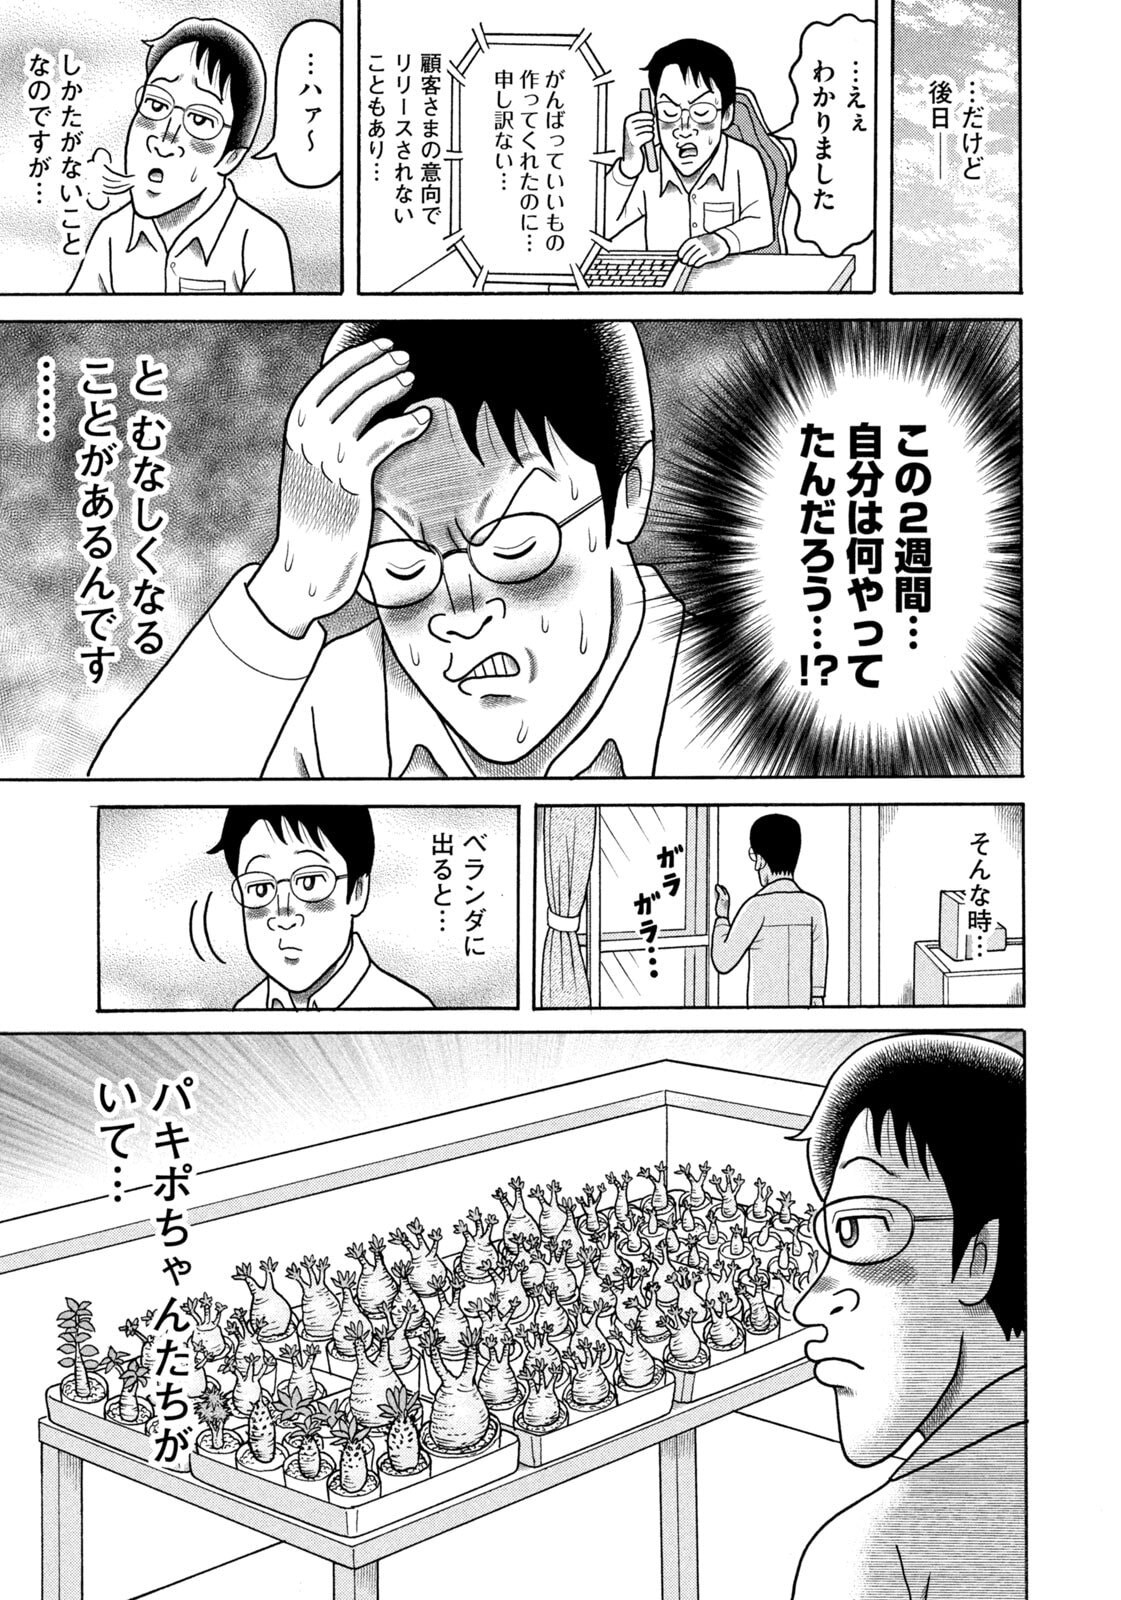 …だけど
後日――
…ええ
わかりました
がんばっていいもの
作ってくれたのに…
申し訳ない…
顧客さまの意向で
リリースされない
こともあり…
…ハァ～
しかたがないこと
なのですが…
この2週間…
自分は何やって
たんだろう…!?
と むなしくなる
ことがあるんです
……
そんな時…
ガラ
ガラ…
ベランダに
出ると…
パキポちゃんたちが
いて…